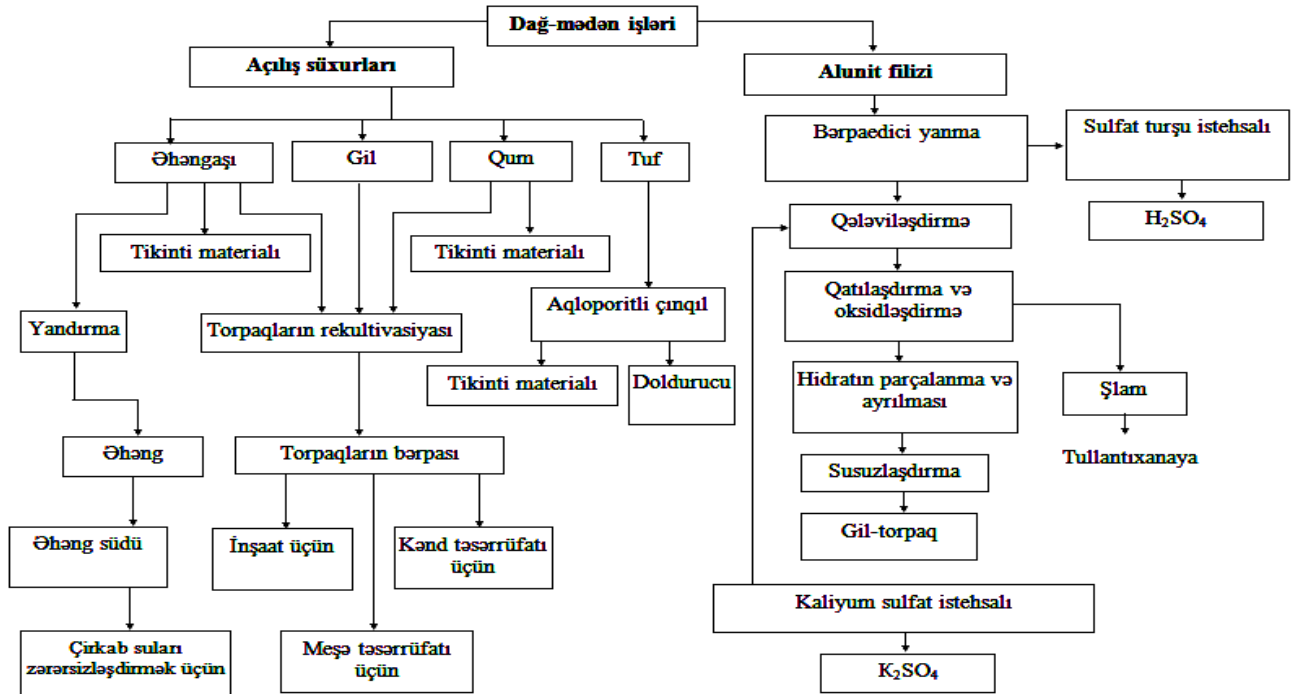 Dağ-mədən işləri
Açılış süxurları
Alunit filizi
Bərpaedici yanma
Sulfat turşu istehsalı
Əhəngaşı
Gil
Qum
Tuf
Qələviləşdirmə
H₂SO₄
Tikinti materialı
Tikinti materialı
Qatılaşdırma və
oksidləşdirmə
Aqloporitli çınqıl
Yandırma
Torpaqların rekultivasiyası
Tikinti materialı
Doldurucu
Hidratın parçalanma və
ayrılması
Şlam
Əhəng
Torpaqların bərpası
Tullantıxanaya
Susuzlaşdırma
Əhəng südü
İnşaat üçün
Kənd təsərrüfatı
üçün
Gil-torpaq
Kaliyum sulfat istehsalı
Çirkab suları
zərərsizləşdirmək üçün
Meşə təsərrüfatı
üçün
K₂SO₄